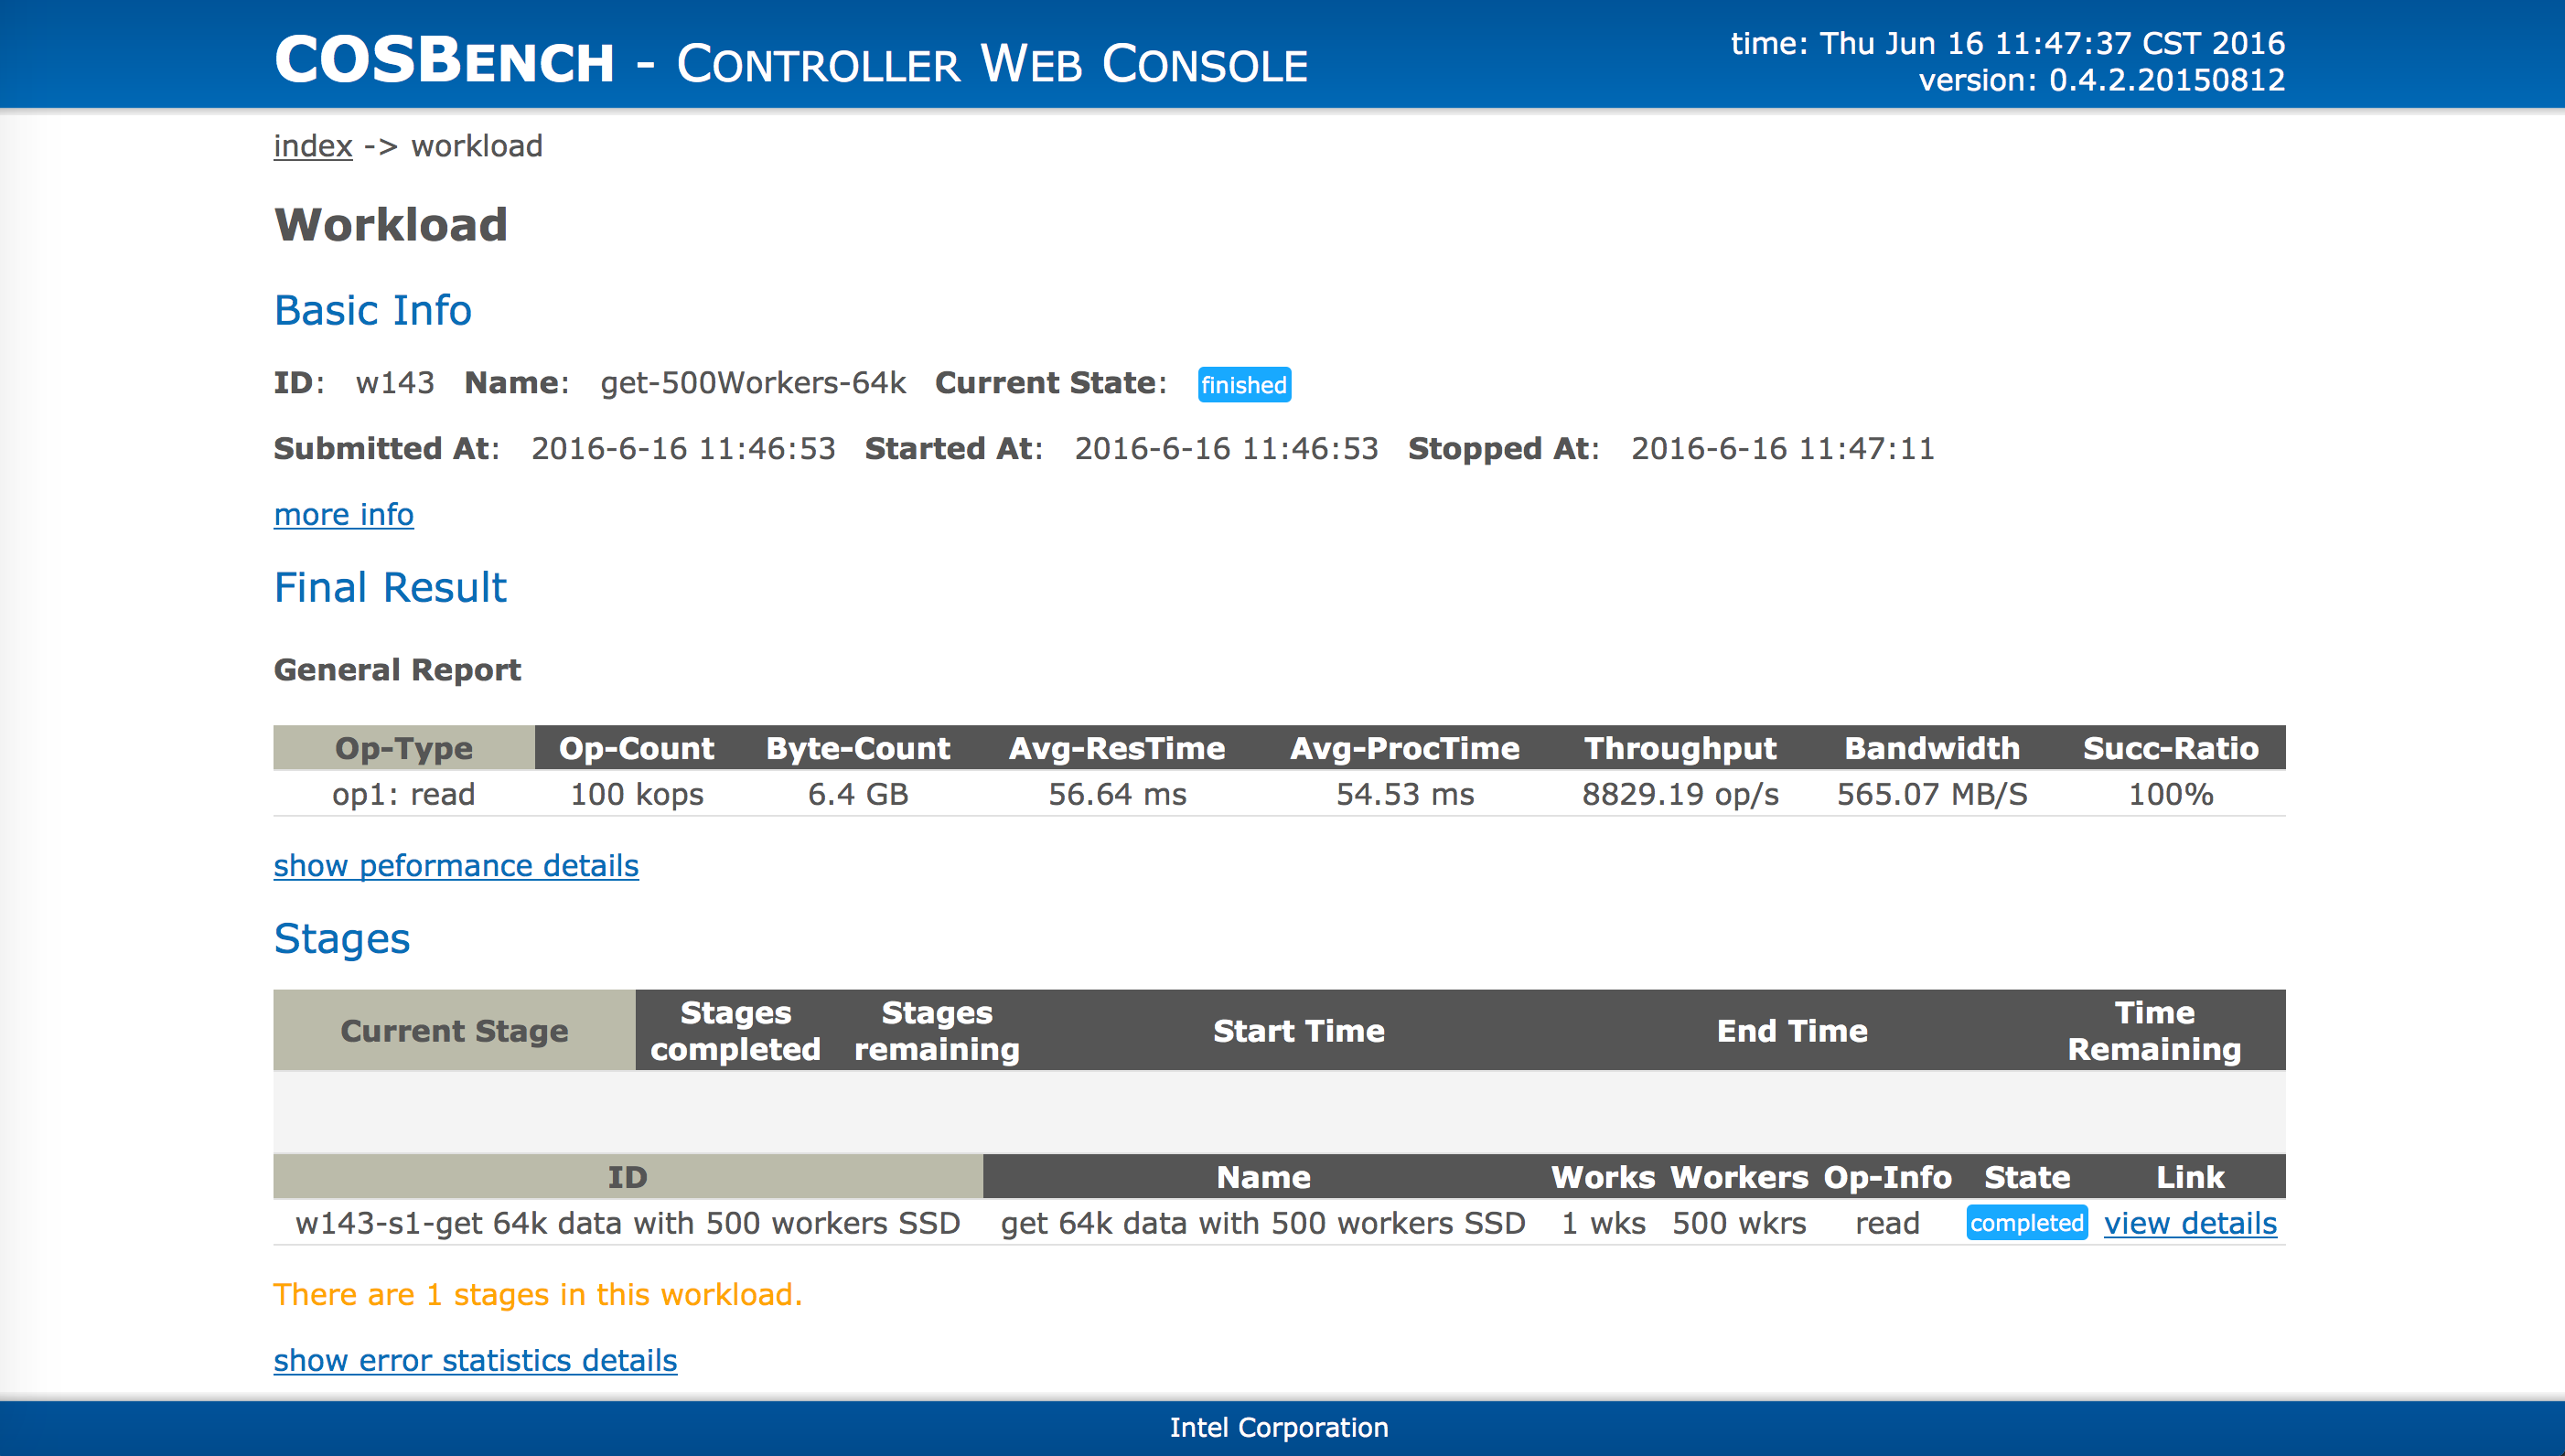 COSBENCH - CONTROLLER WEB CONSOLE
time: Thu Jun 16 11:47:37 CST 2016
version: 0.4.2.20150812
index -> workload
Workload
Basic Info
ID: w143 Name: get-500Workers-64k Current State: finished
Submitted At: 2016-6-16 11:46:53 Started At: 2016-6-16 11:46:53 Stopped At: 2016-6-16 11:47:11
more info
Final Result
General Report
Op-Type Op-Count Byte-Count Avg-ResTime Avg-ProcTime Throughput Bandwidth Succ-Ratio
op1: read 100 kops 6.4 GB 56.64 ms 54.53 ms 8829.19 op/s 565.07 MB/S 100%
show peformance details
Stages
Current Stage Stages completed Stages remaining Start Time End Time Time Remaining
ID Name Works Workers Op-Info State Link
w143-s1-get 64k data with 500 workers SSD get 64k data with 500 workers SSD 1 wks 500 wkrs read completed view details
There are 1 stages in this workload.
show error statistics details
Intel Corporation